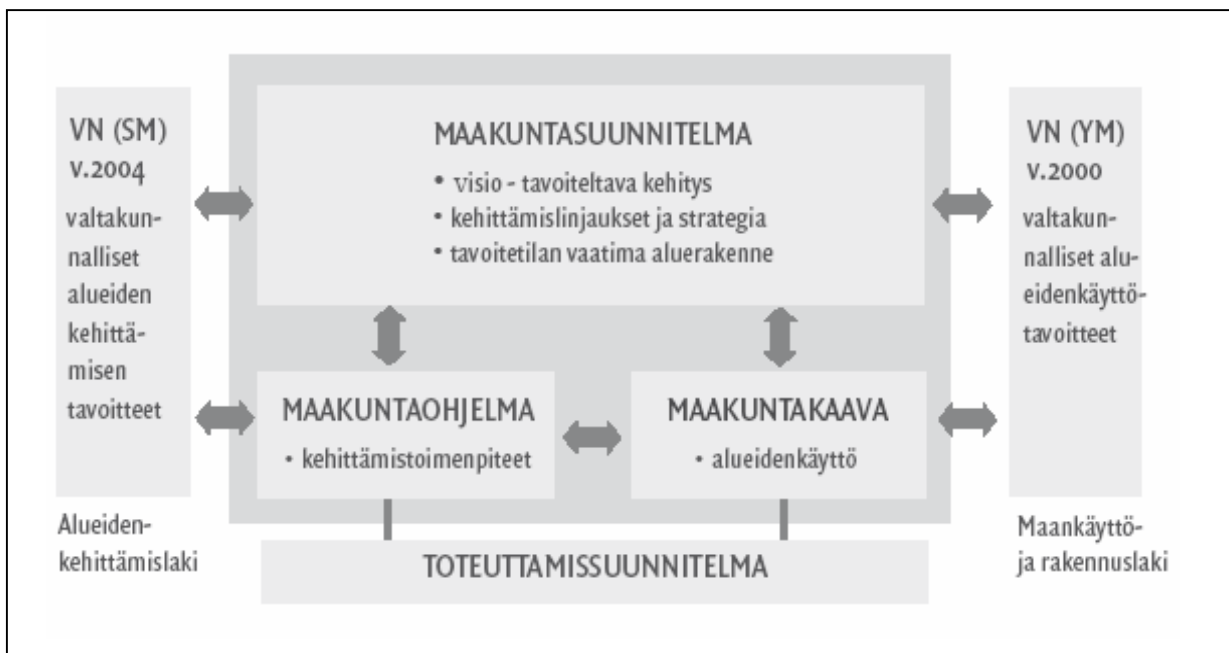 VN (SM)
V.2004
valtakun-
nalliset
alueiden
kehittä-
misen
tavoitteet
Alueiden-
kehittämislaki
MAAKUNTASUUNNITELMA
• visio - tavoiteltava kehitys
• kehittämislinjaukset ja strategia
• tavoitetilan vaatima aluerakenne
MAAKUNTAOHJELMA
• kehittämistoimenpiteet
MAAKUNTAKAAVA
• alueidenkäyttö
TOTEUTTAMISSUUNNITELMA
VN (YM)
V.2000
valtakun-
nalliset alu-
eidenkäyttö-
tavoitteet
Maankäyttö-
ja rakennuslaki